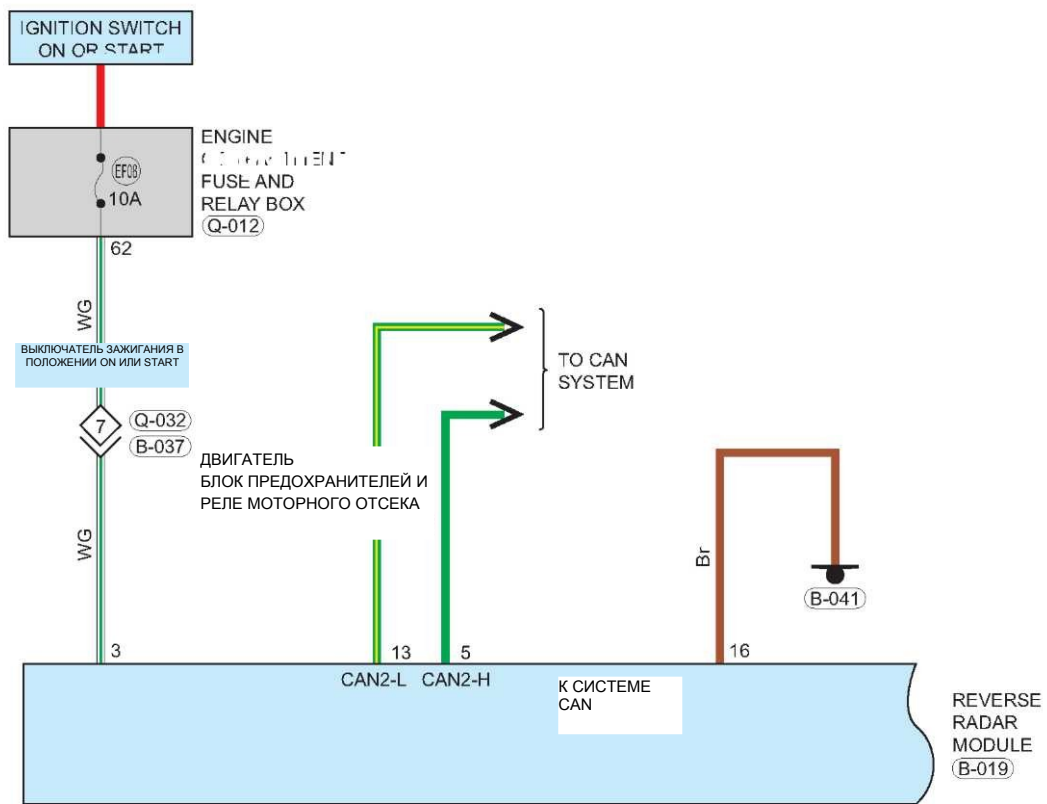 IGNITION SWITCH
ON OR START
ENGINE
FUSE AND
RELAY BOX
Q-012
EF08
10A
62
WG
ВЫКЛЮЧАТЕЛЬ ЗАЖИГАНИЯ В
ПОЛОЖЕНИИ ON ИЛИ START
7
Q-032
B-037
TO CAN
SYSTEM
ДВИГАТЕЛЬ
БЛОК ПРЕДОХРАНИТЕЛЕЙ И
РЕЛЕ МОТОРНОГО ОТСЕКА
WG
Br
B-041
3
13
5
16
CAN2-L
CAN2-H
К СИСТЕМЕ
CAN
REVERSE
RADAR
MODULE
B-019